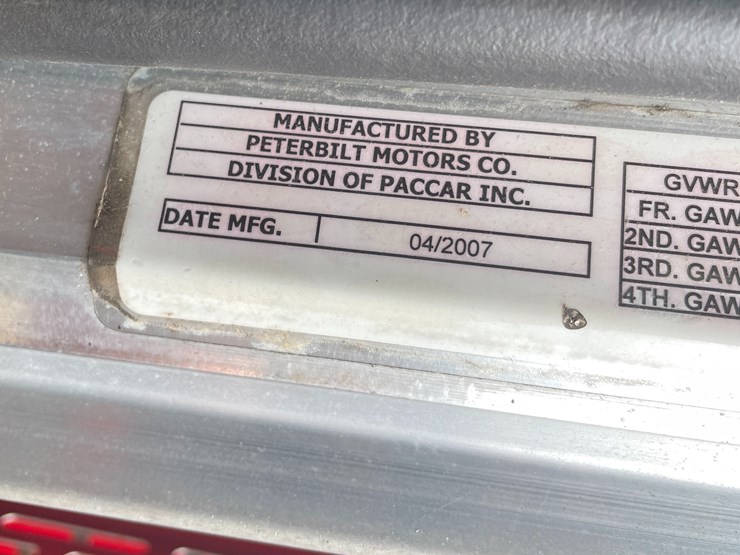 MANUFACTURED BY
PETERBILT MOTORS CO.
DIVISION OF PACCAR INC.
DATE MFG. 04/2007
GVWR
FR. GAW
2ND. GAW
3RD. GAW
4TH. GAW